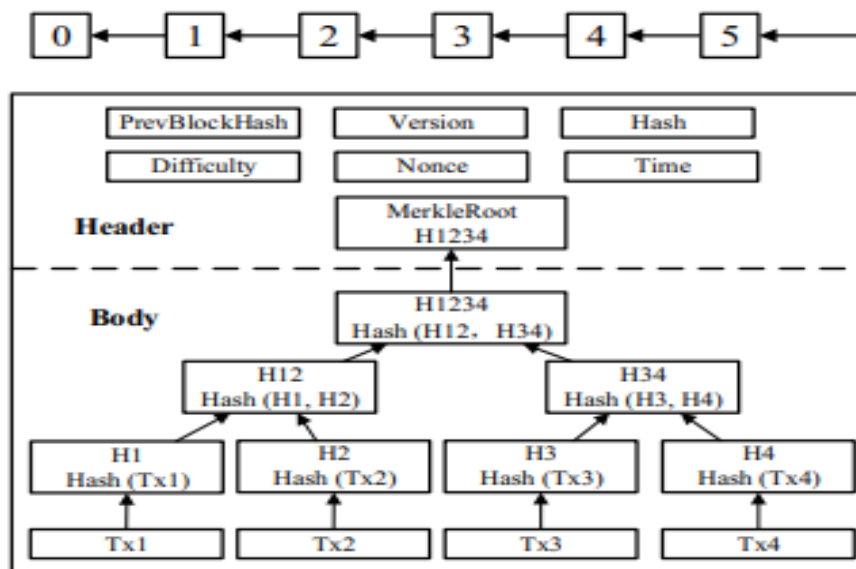 0 1 2 3 4 5
PrevBlockHash Version Hash
Difficulty Nonce Time
MerkleRoot
Header
H1234
H1234
Body
Hash (H12， H34)
H12 H34
Hash (H1, H2) Hash (H3, H4)
H1 H2 H3 H4
Hash (Tx1) Hash (Tx2) Hash (Tx3) Hash (Tx4)
Tx1 Tx2 Tx3 Tx4